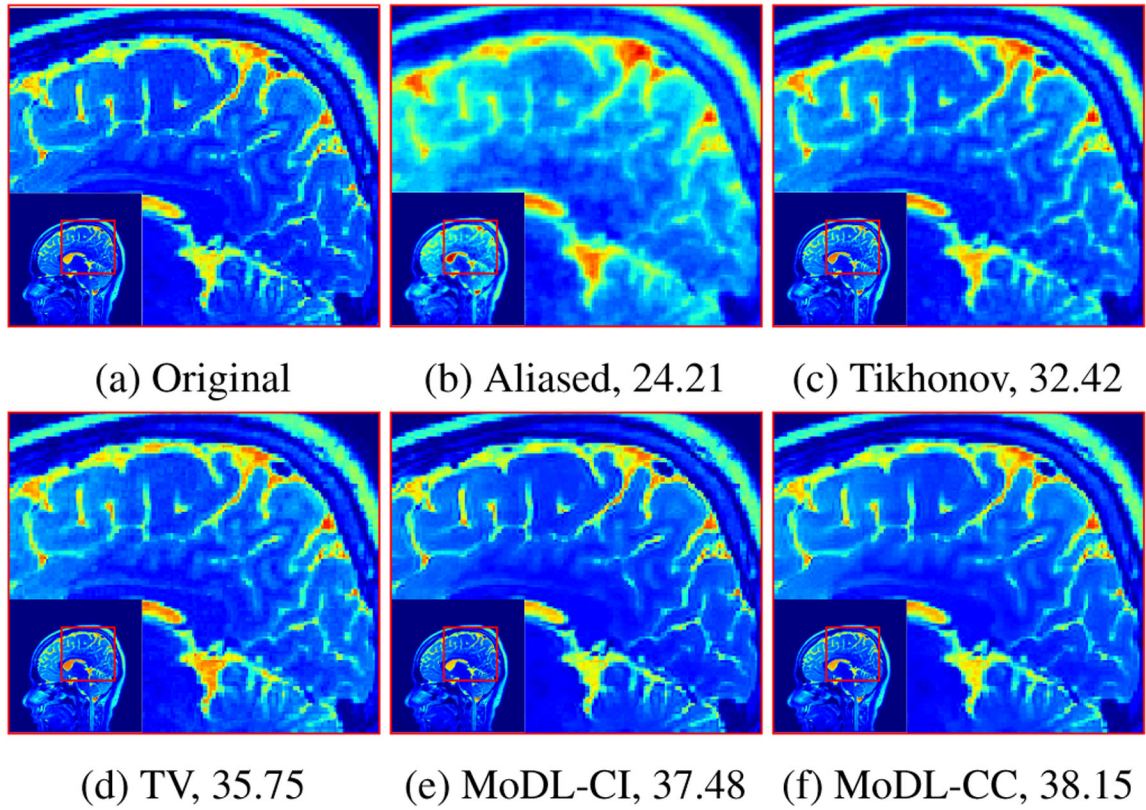 (a) Original
(b) Aliased, 24.21
(c) Tikhonov, 32.42
(d) TV, 35.75
(e) MoDL-CI, 37.48
(f) MoDL-CC, 38.15